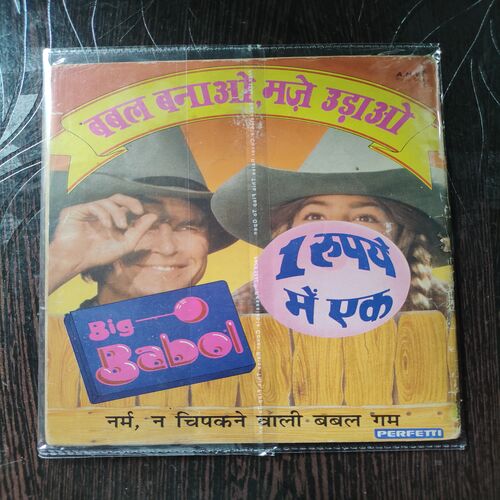 बबल बनाओ, मज़े उड़ाओ
1 रुपये
में एक
Big
Babol
नर्म, न चिपकने वाली बबल गम
PERFETTI